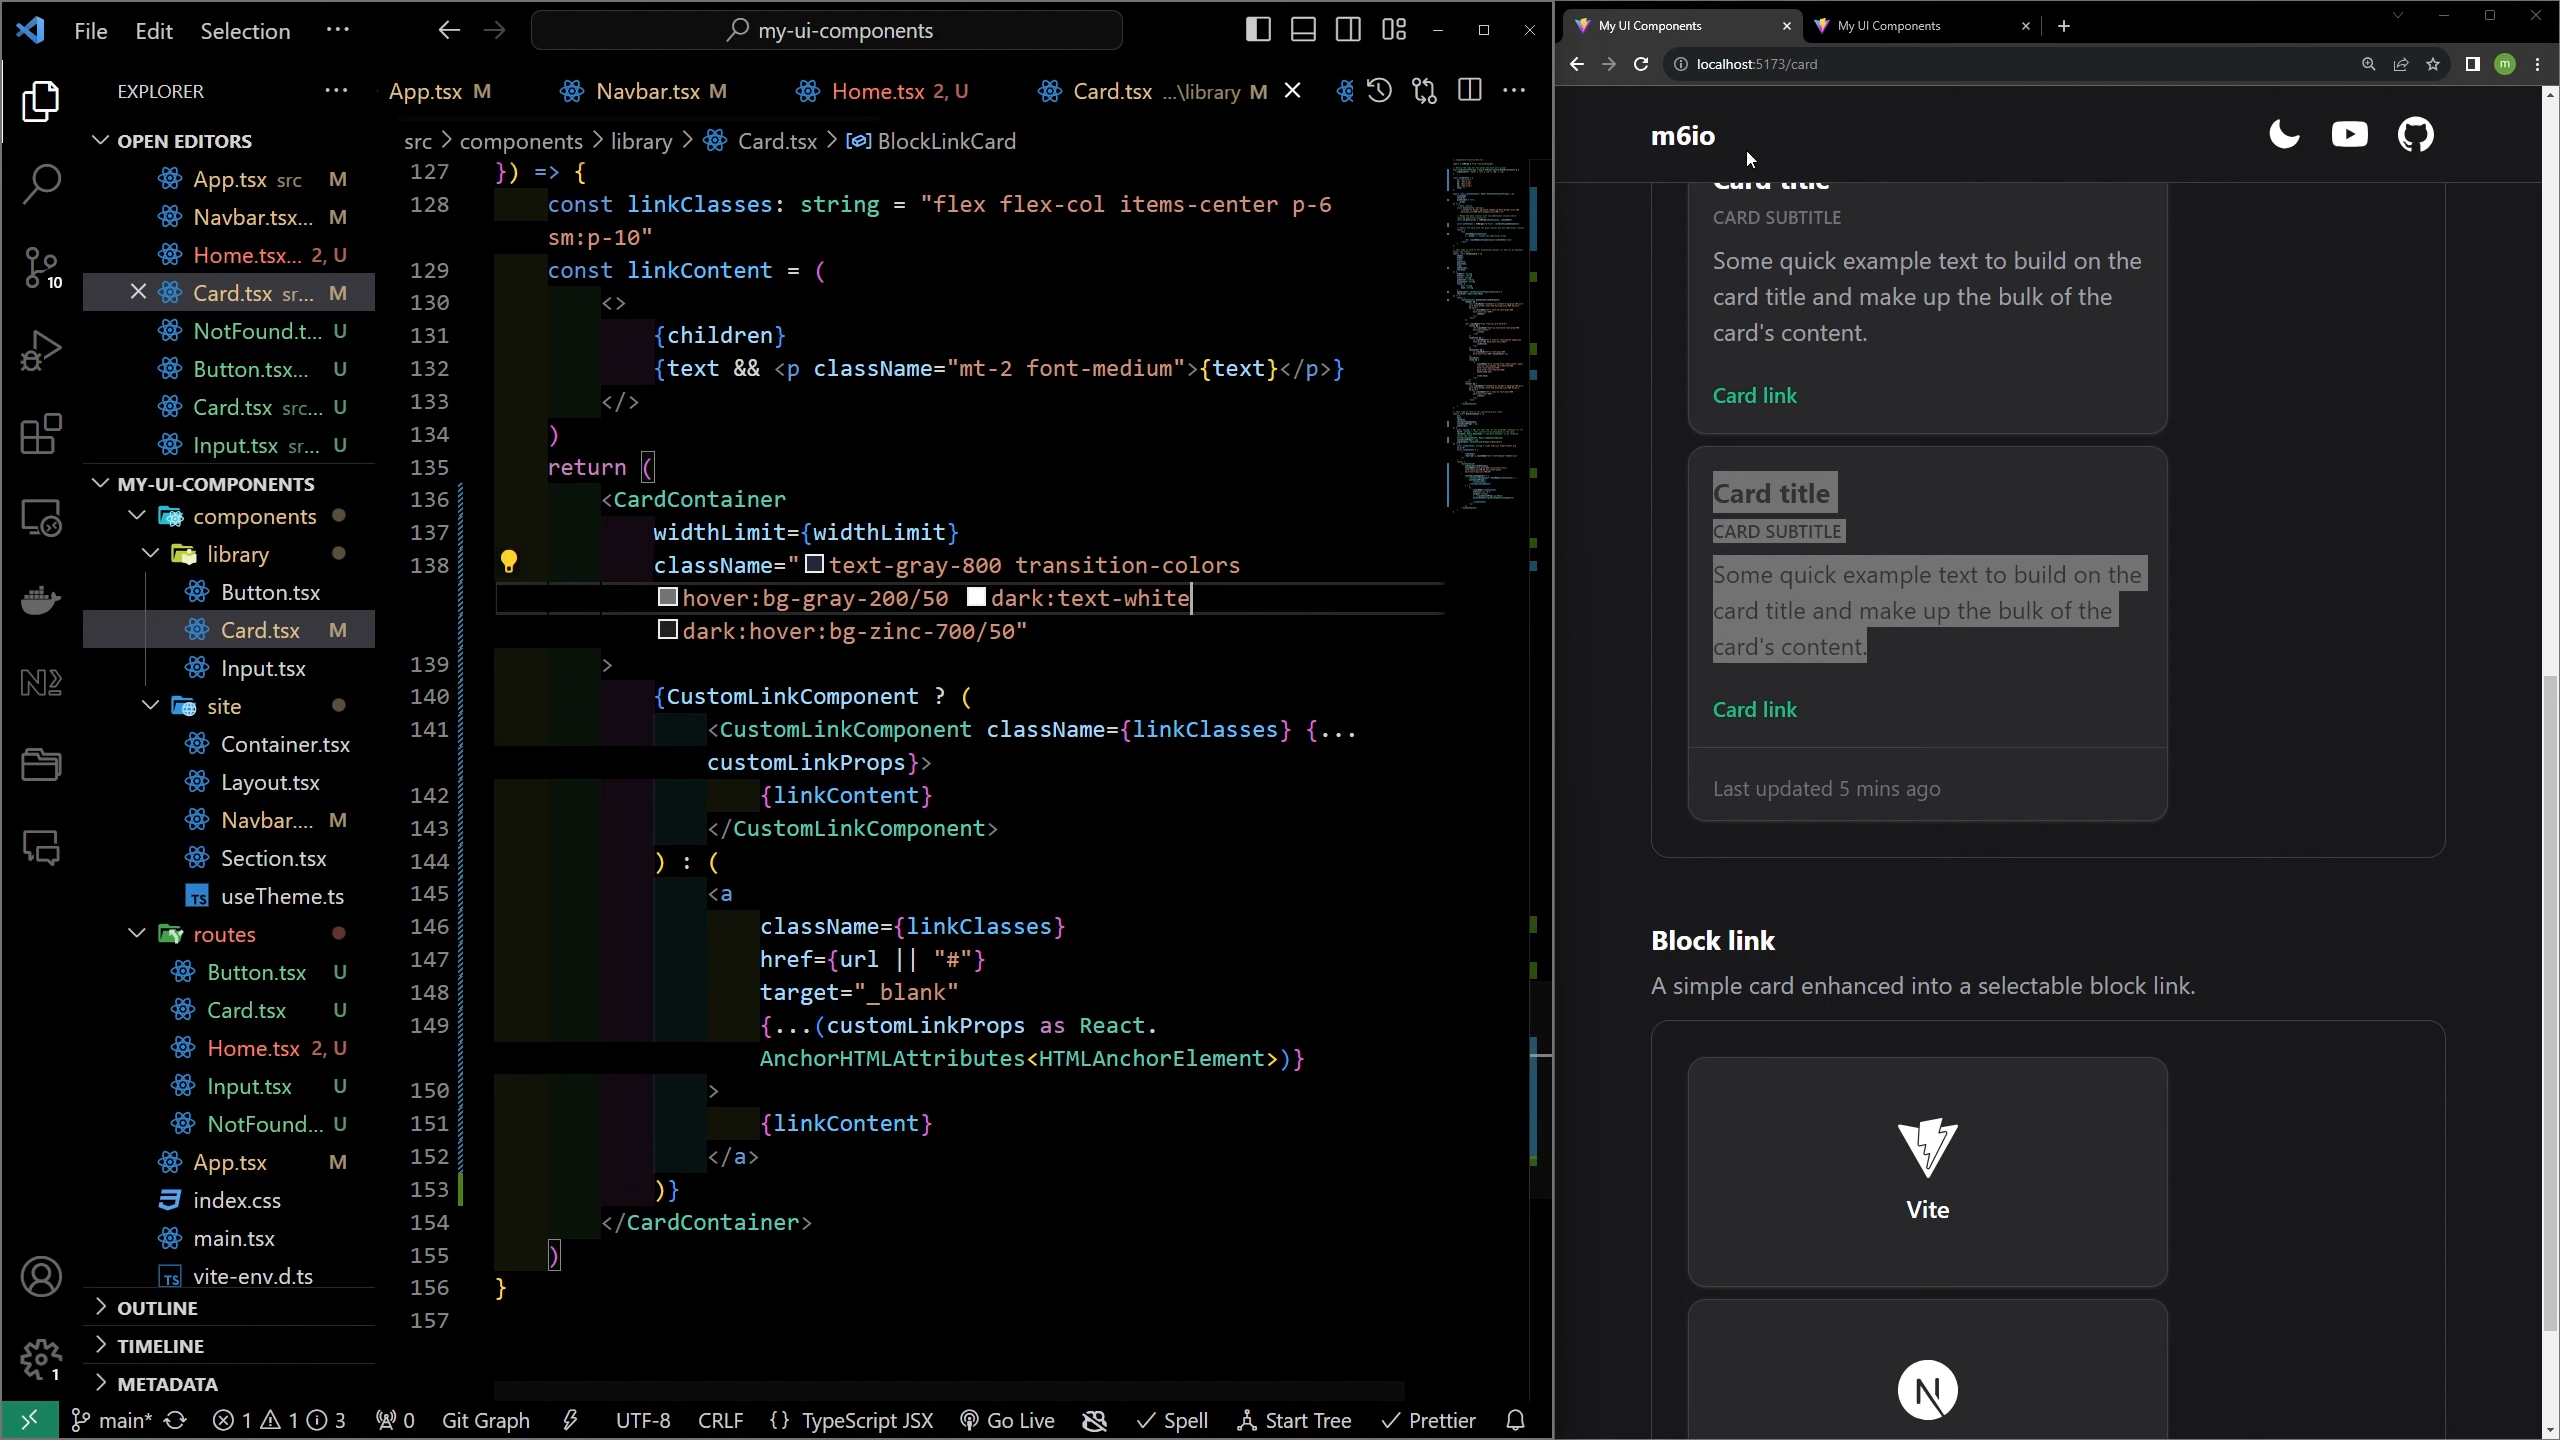 File Edit Selection ···
my-ui-components
EXPLORER
OPEN EDITORS
App.tsx src M
Navbar.tsx... M
Home.tsx... 2, U
Card.tsx sr... M
NotFound.t... U
Button.tsx... U
Card.tsx src... U
Input.tsx sr... U
MY-UI-COMPONENTS
components
library
Button.tsx
Card.tsx M
Input.tsx
site
Container.tsx
Layout.tsx
Navbar.... M
Section.tsx
TS useTheme.ts
routes
Button.tsx U
Card.tsx U
Home.tsx 2, U
Input.tsx U
NotFound... U
App.tsx M
index.css
main.tsx
TS vite-env.d.ts
OUTLINE
TIMELINE
METADATA
10
1
App.tsx M Navbar.tsx M Home.tsx 2, U Card.tsx ...\library M
src > components > library > Card.tsx > BlockLinkCard
127 }) => {
128 const linkClasses: string = "flex flex-col items-center p-6
sm:p-10"
129 const linkContent = (
130 <>
131 {children}
132 {text && <p className="mt-2 font-medium">{text}</p>}
133 </>
134 )
135 return (
136 <CardContainer
137 widthLimit={widthLimit}
138 className="text-gray-800 transition-colors
hover:bg-gray-200/50 dark:text-white
dark:hover:bg-zinc-700/50"
139 >
140 {CustomLinkComponent ? (
141 <CustomLinkComponent className={linkClasses} {...
customLinkProps}>
142 {linkContent}
143 </CustomLinkComponent>
144 ) : (
145 <a
146 className={linkClasses}
147 href={url || "#"}
148 target="_blank"
149 {...(customLinkProps as React.
AnchorHTMLAttributes<HTMLAnchorElement>)}
150 >
151 {linkContent}
152 </a>
153 )}
154 </CardContainer>
155 )
156 }
157
main* 1 1 3 0 Git Graph UTF-8 CRLF {} TypeScript JSX Go Live Spell Start Tree Prettier
My UI Components
My UI Components
localhost:5173/card
m
m6io
Card title
CARD SUBTITLE
Some quick example text to build on the
card title and make up the bulk of the
card's content.
Card link
Card title
CARD SUBTITLE
Some quick example text to build on the
card title and make up the bulk of the
card's content.
Card link
Last updated 5 mins ago
Block link
A simple card enhanced into a selectable block link.
Vite
N